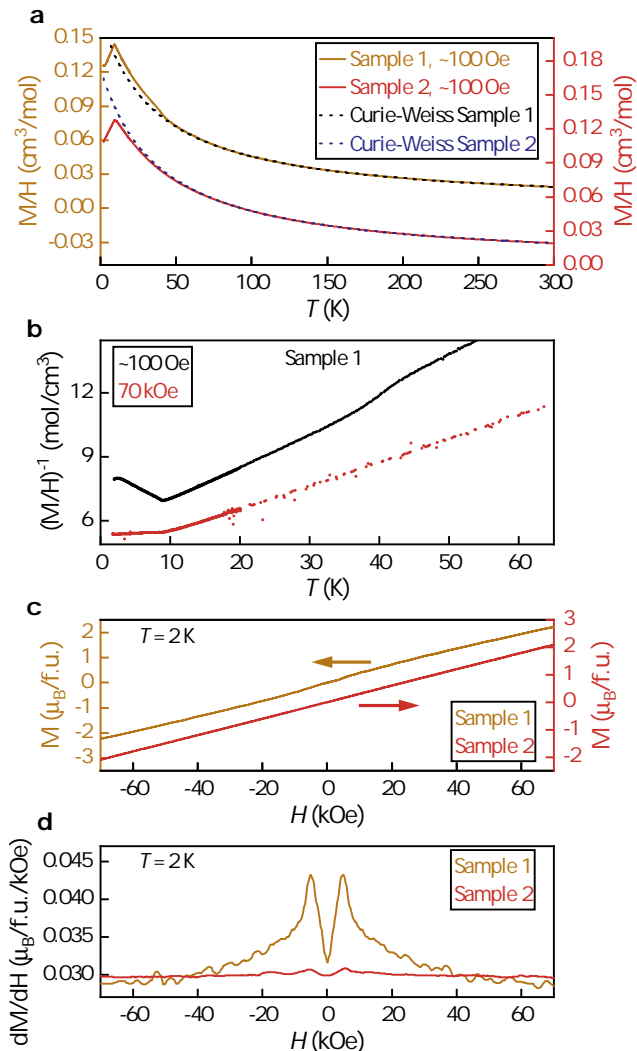 a
0.15
0.12
0.09
0.06
0.03
0.00
-0.03
M/H (cm³/mol)
Sample 1, ~100 Oe
Sample 2, ~100 Oe
Curie-Weiss Sample 1
Curie-Weiss Sample 2
0.18
0.15
0.12
0.09
0.06
0.03
0.00
M/H (cm³/mol)
0 50 100 150 200 250 300
T (K)
b
~100 Oe
70 kOe
Sample 1
12
9
6
(M/H)⁻¹ (mol/cm³)
0 10 20 30 40 50 60
T (K)
c
T = 2 K
2
1
0
-1
-2
-3
M (μB/f.u.)
3
2
1
0
-1
-2
M (μB/f.u.)
Sample 1
Sample 2
-60 -40 -20 0 20 40 60
H (kOe)
d
T = 2 K
Sample 1
Sample 2
0.045
0.040
0.035
0.030
dM/dH (μB/f.u./kOe)
-60 -40 -20 0 20 40 60
H (kOe)